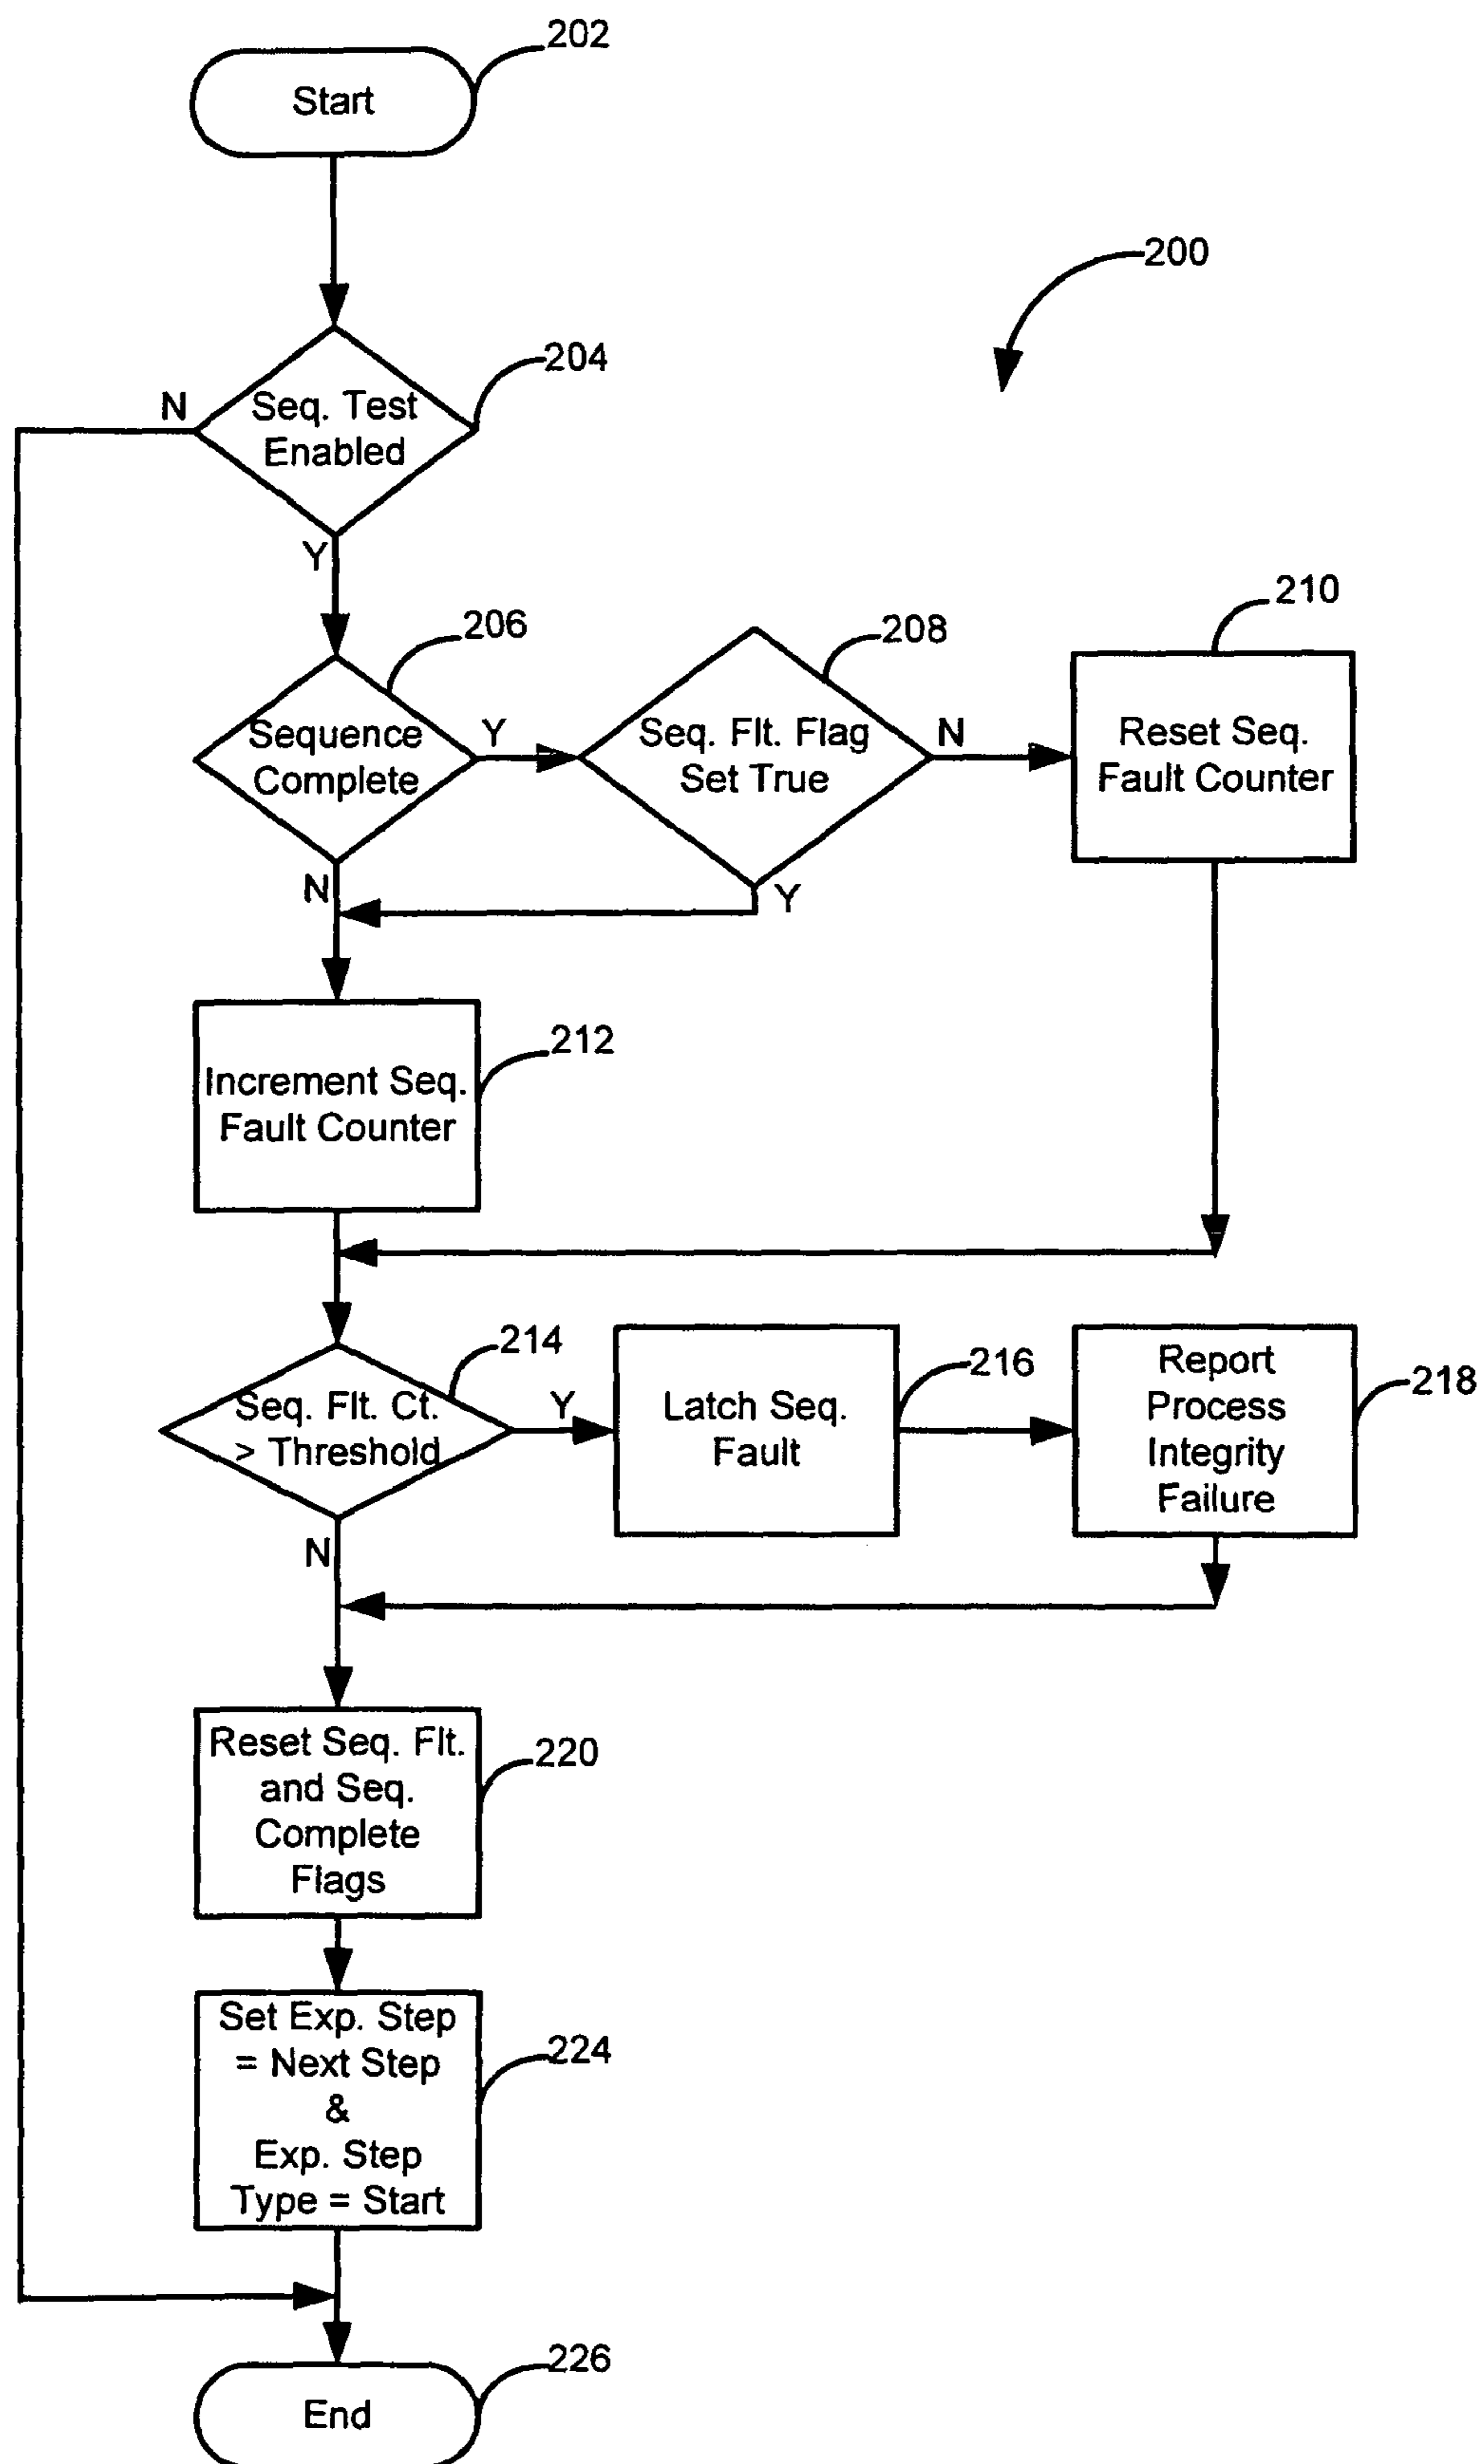 202
Start
200
204
N
Seq. Test
Enabled
Y
206
208
210
Sequence
Complete
Y
Seq. Flt. Flag
Set True
N
Reset Seq.
Fault Counter
N
Y
212
Increment Seq.
Fault Counter
214
Seq. Flt. Ct.
> Threshold
Y
216
Latch Seq.
Fault
218
Report
Process
Integrity
Failure
N
220
Reset Seq. Flt.
and Seq.
Complete
Flags
224
Set Exp. Step
= Next Step
&
Exp. Step
Type = Start
226
End